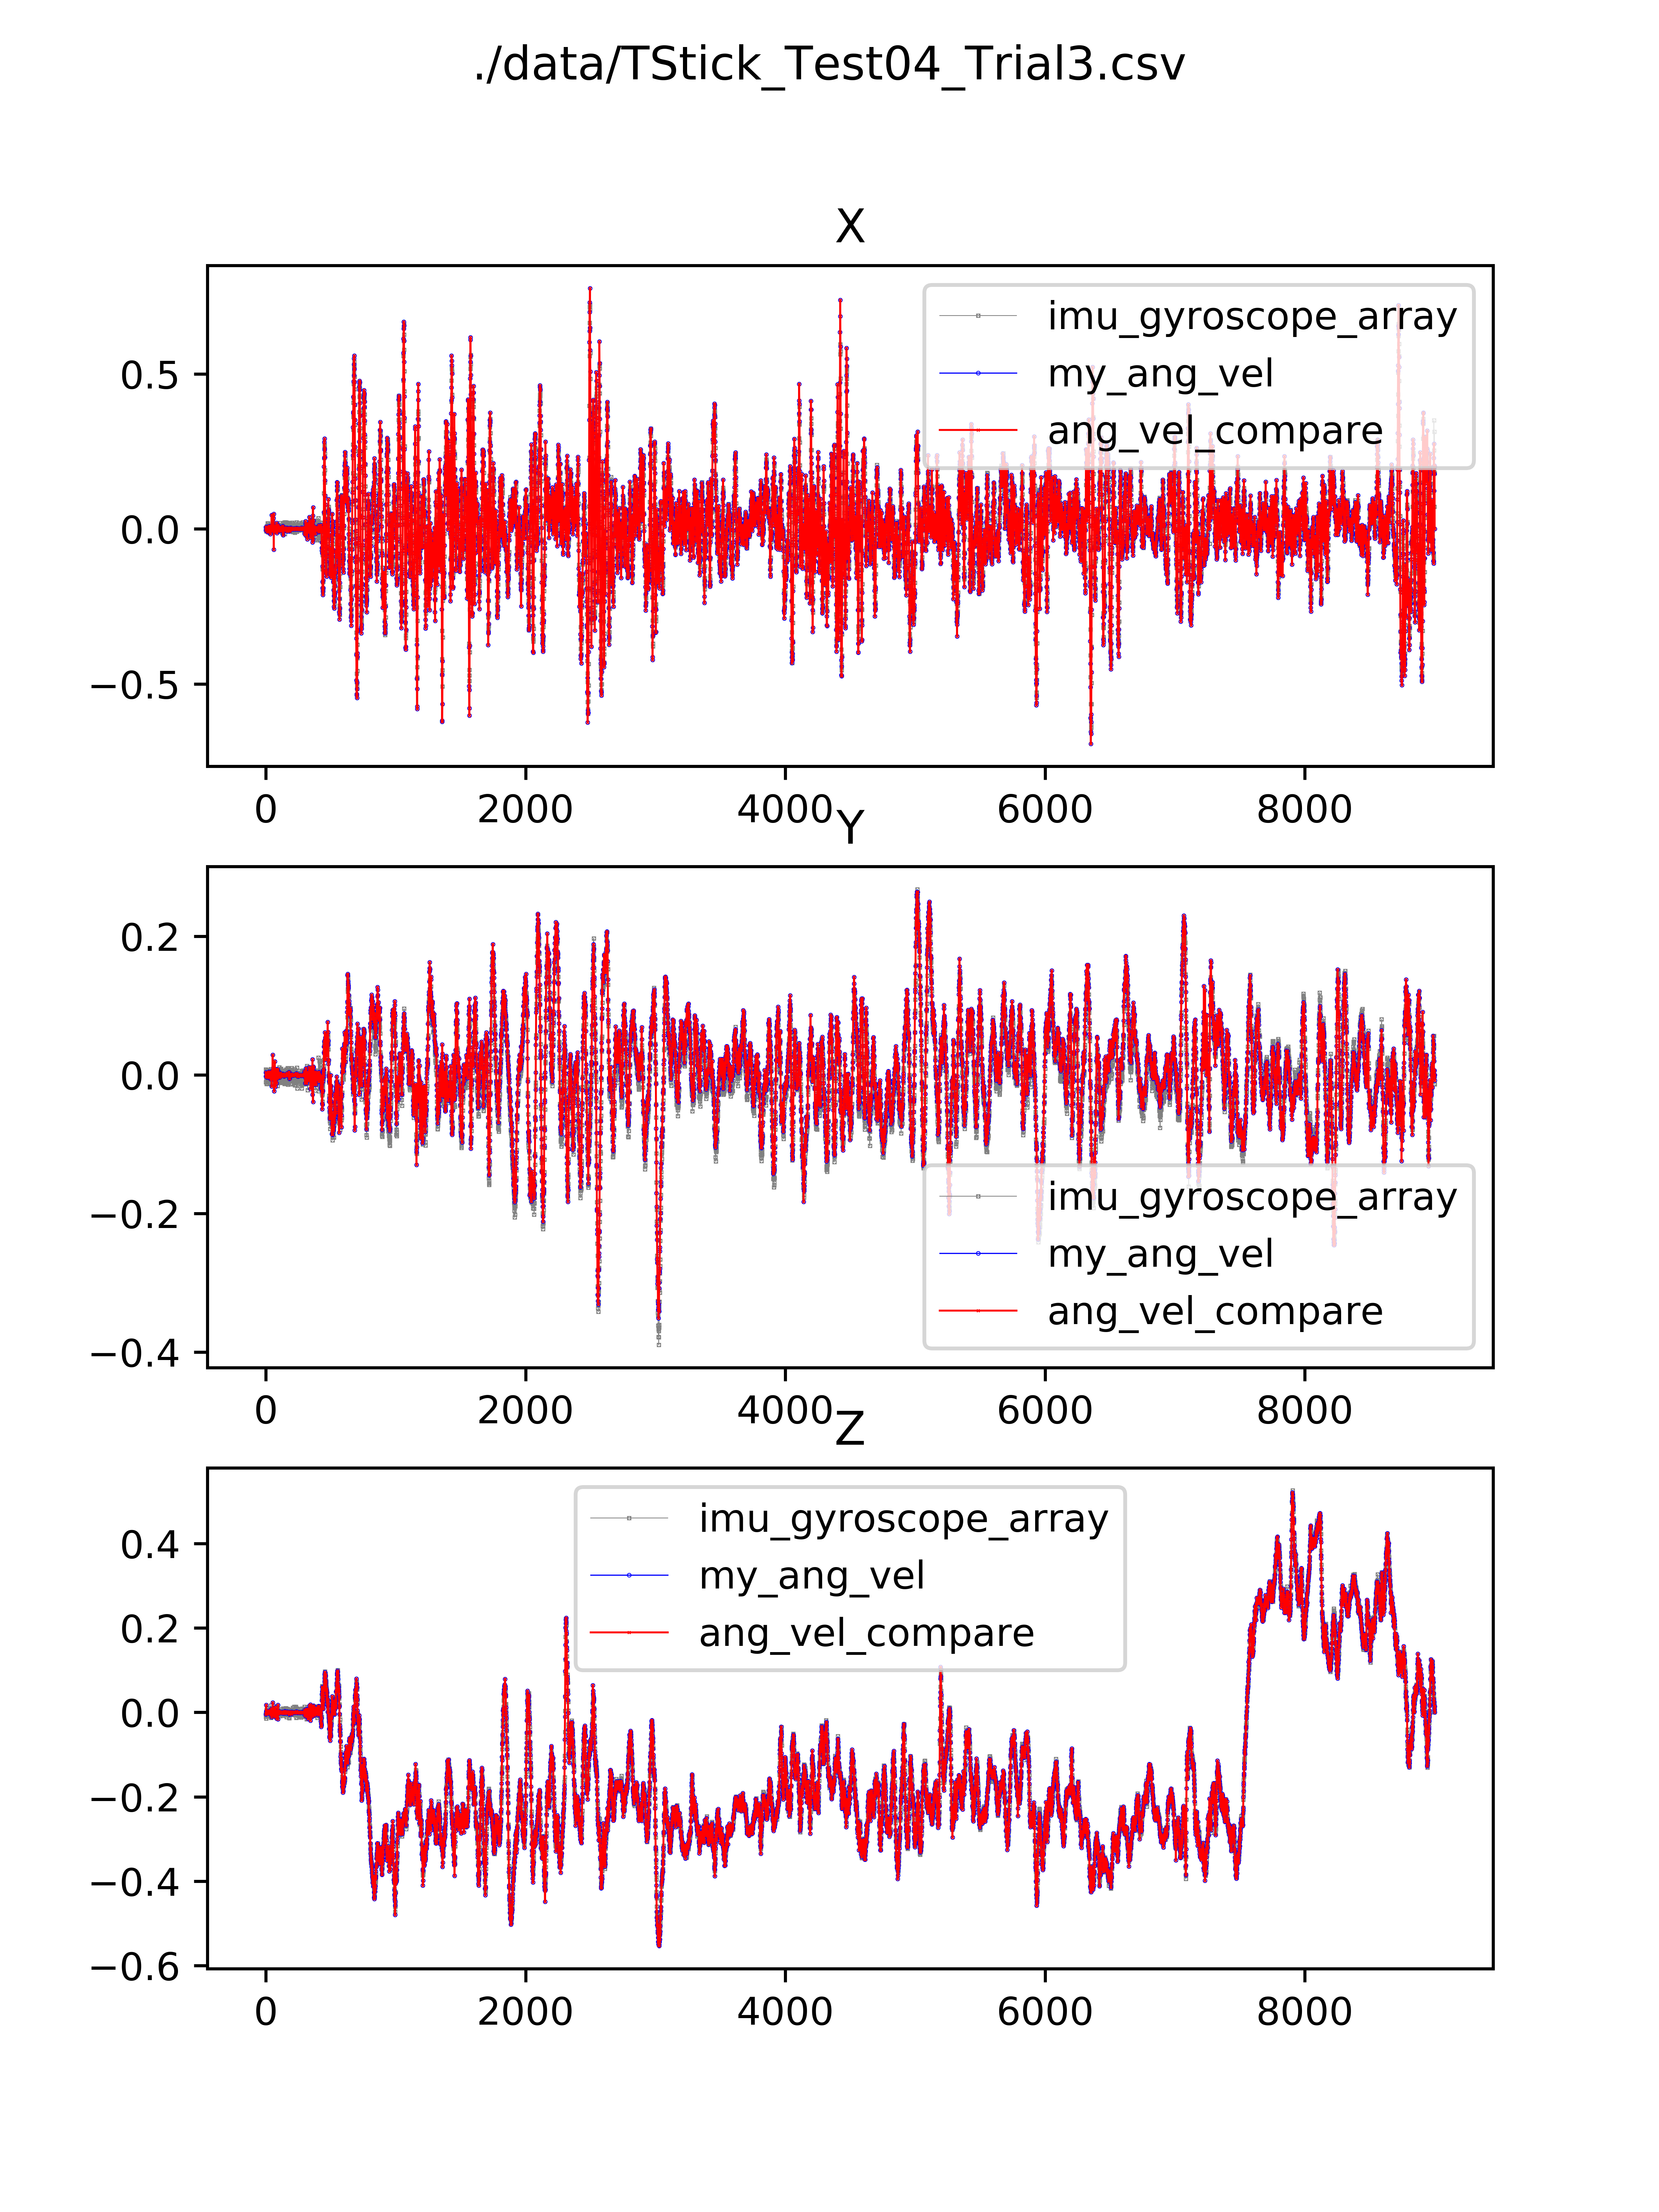 ./data/TStick_Test04_Trial3.csv
X
imu_gyroscope_array
my_ang_vel
ang_vel_compare
0.5
0.0
−0.5
0 2000 4000 6000 8000
Y
0.2
0.0
−0.2
−0.4
imu_gyroscope_array
my_ang_vel
ang_vel_compare
0 2000 4000 6000 8000
Z
imu_gyroscope_array
my_ang_vel
ang_vel_compare
0.4
0.2
0.0
−0.2
−0.4
−0.6
0 2000 4000 6000 8000